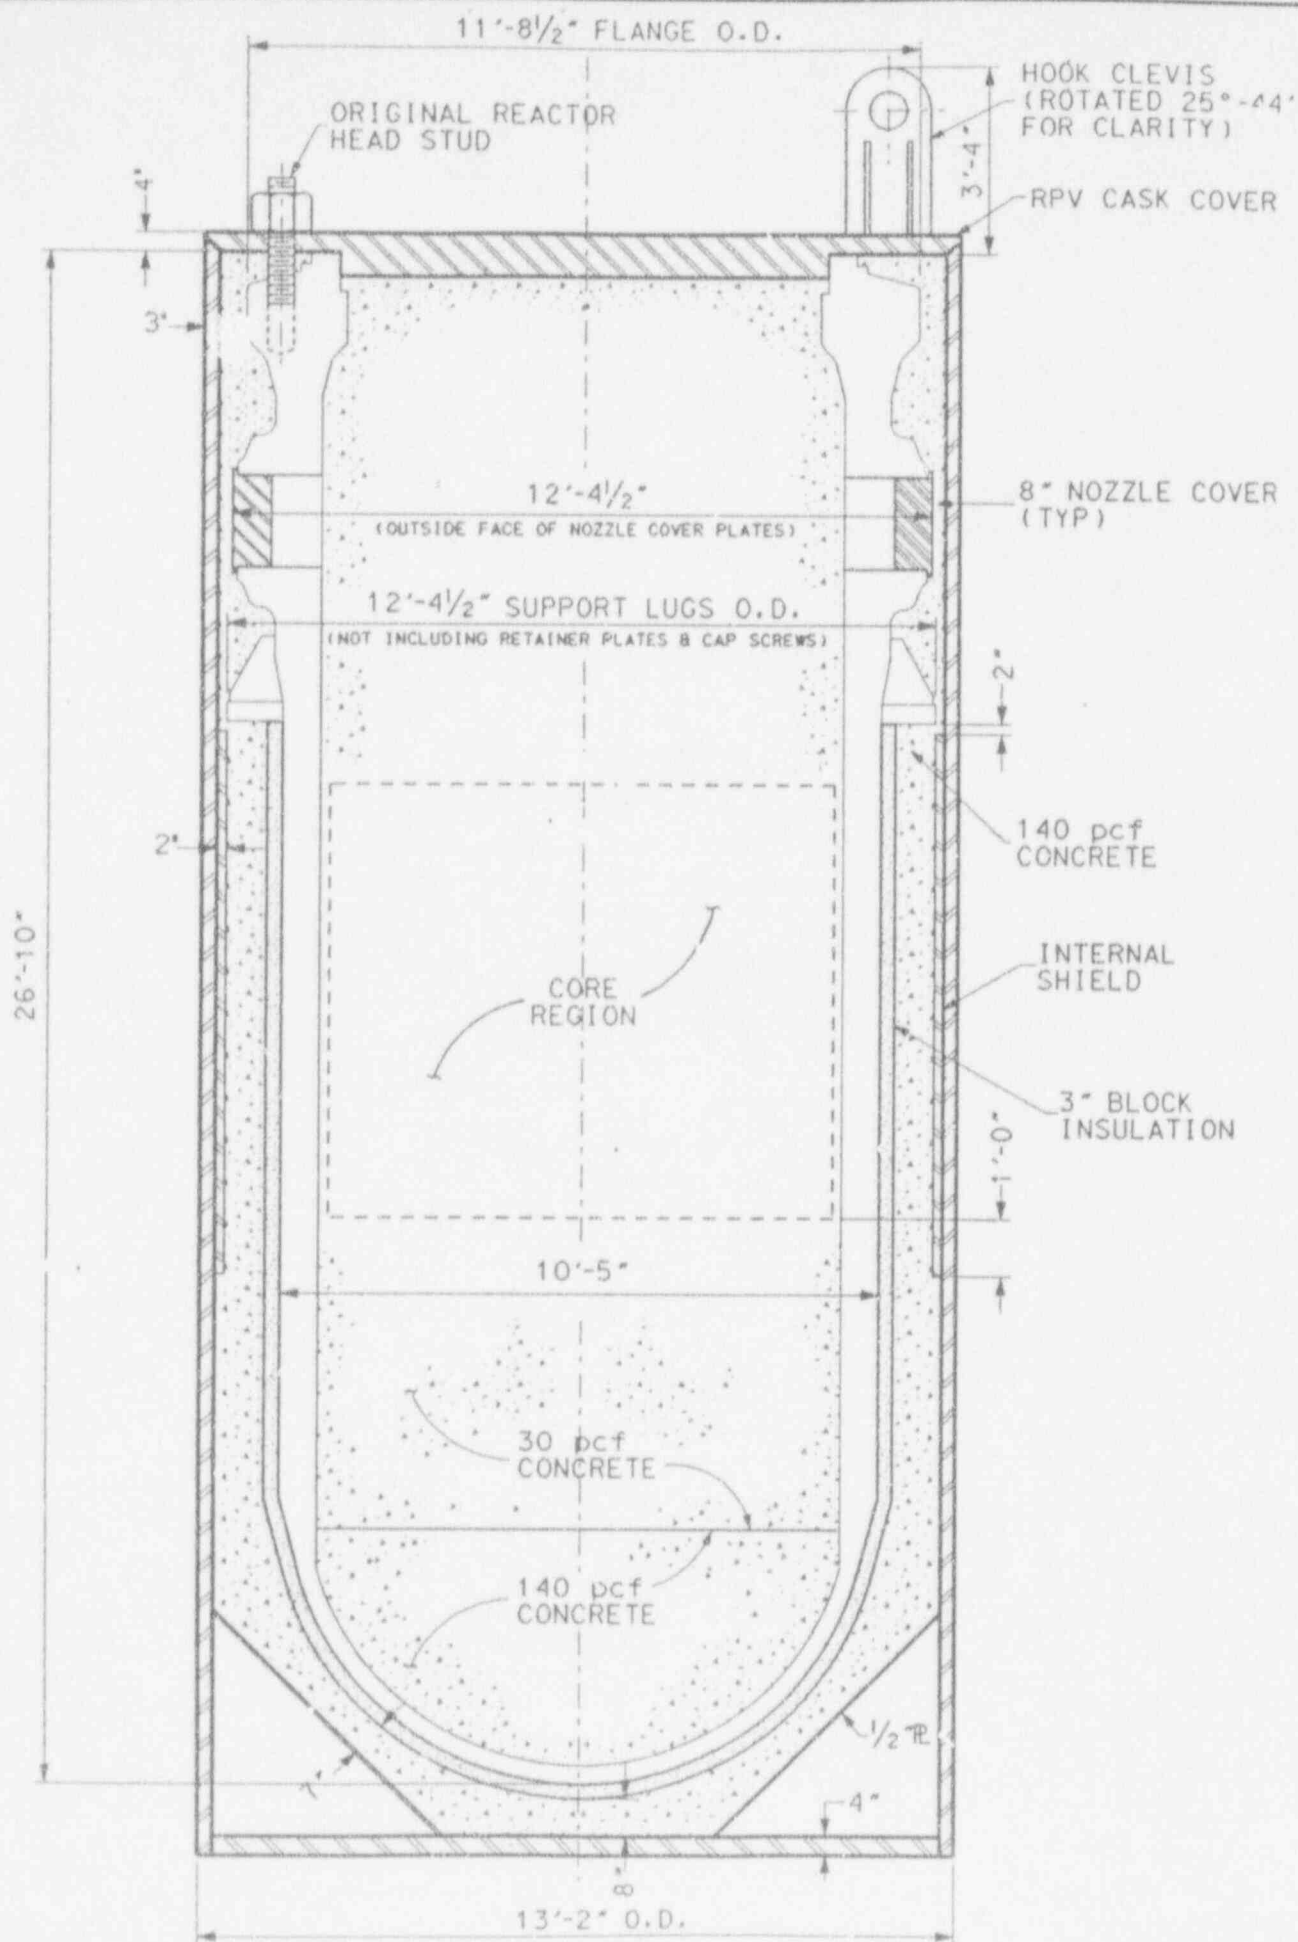 11'-8½" FLANGE O.D.
HOOK CLEVIS
(ROTATED 25°-44'
FOR CLARITY)
ORIGINAL REACTOR
HEAD STUD
3'-4"
4"
RPV CASK COVER
3"
12'-4½"
(OUTSIDE FACE OF NOZZLE COVER PLATES)
8" NOZZLE COVER
(TYP)
12'-4½" SUPPORT LUGS O.D.
(NOT INCLUDING RETAINER PLATES & CAP SCREWS)
2"
2"
140 pcf
CONCRETE
26'-10"
CORE
REGION
INTERNAL
SHIELD
3" BLOCK
INSULATION
1'-0"
10'-5"
30 pcf
CONCRETE
140 pcf
CONCRETE
1/2 ℞
7"
4"
8"
13'-2" O.D.